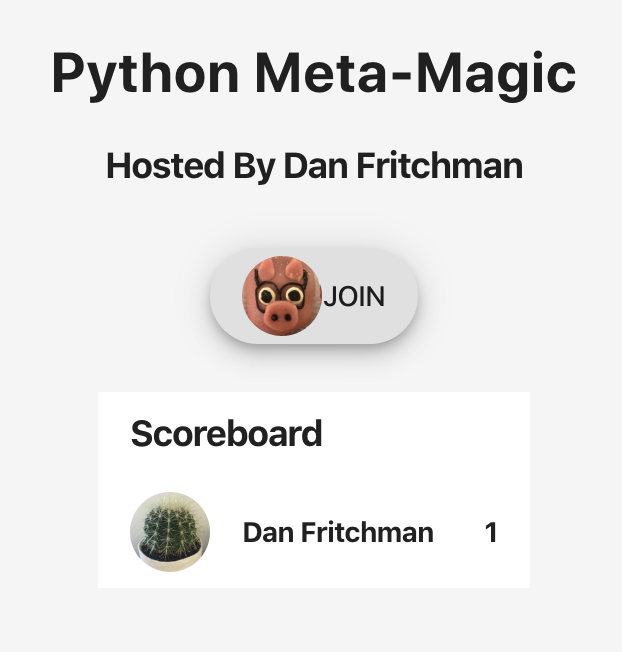 Python Meta-Magic
Hosted By Dan Fritchman
JOIN
Scoreboard
Dan Fritchman 1